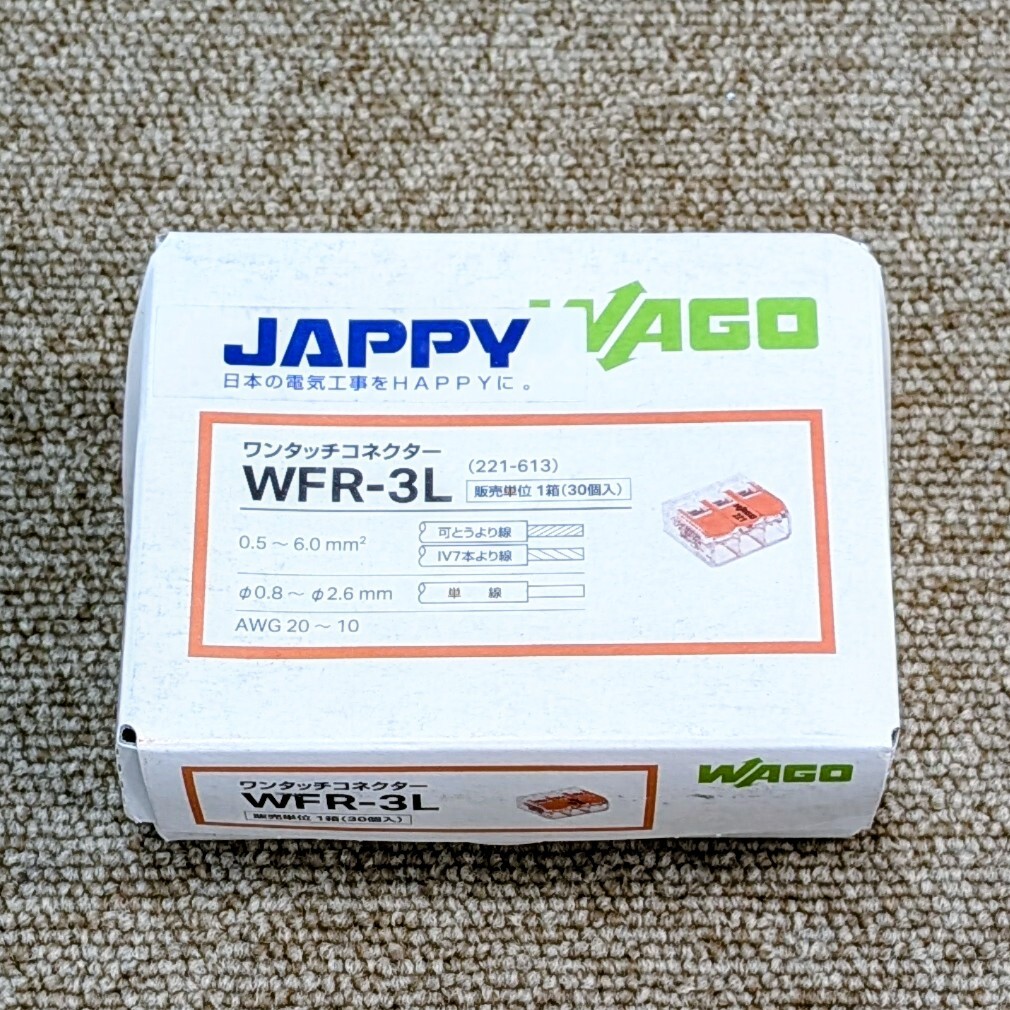 JAPPY
WAGO
日本の電気工事をHAPPYに。
ワンタッチコネクター
WFR-3L
(221-613)
販売単位 1箱(30個入)
0.5～6.0 mm²
可とうより線
IV7本より線
φ0.8～φ2.6 mm
単 線
AWG 20～10
ワンタッチコネクター
WFR-3L
販売単位 1箱(30個入)
WAGO